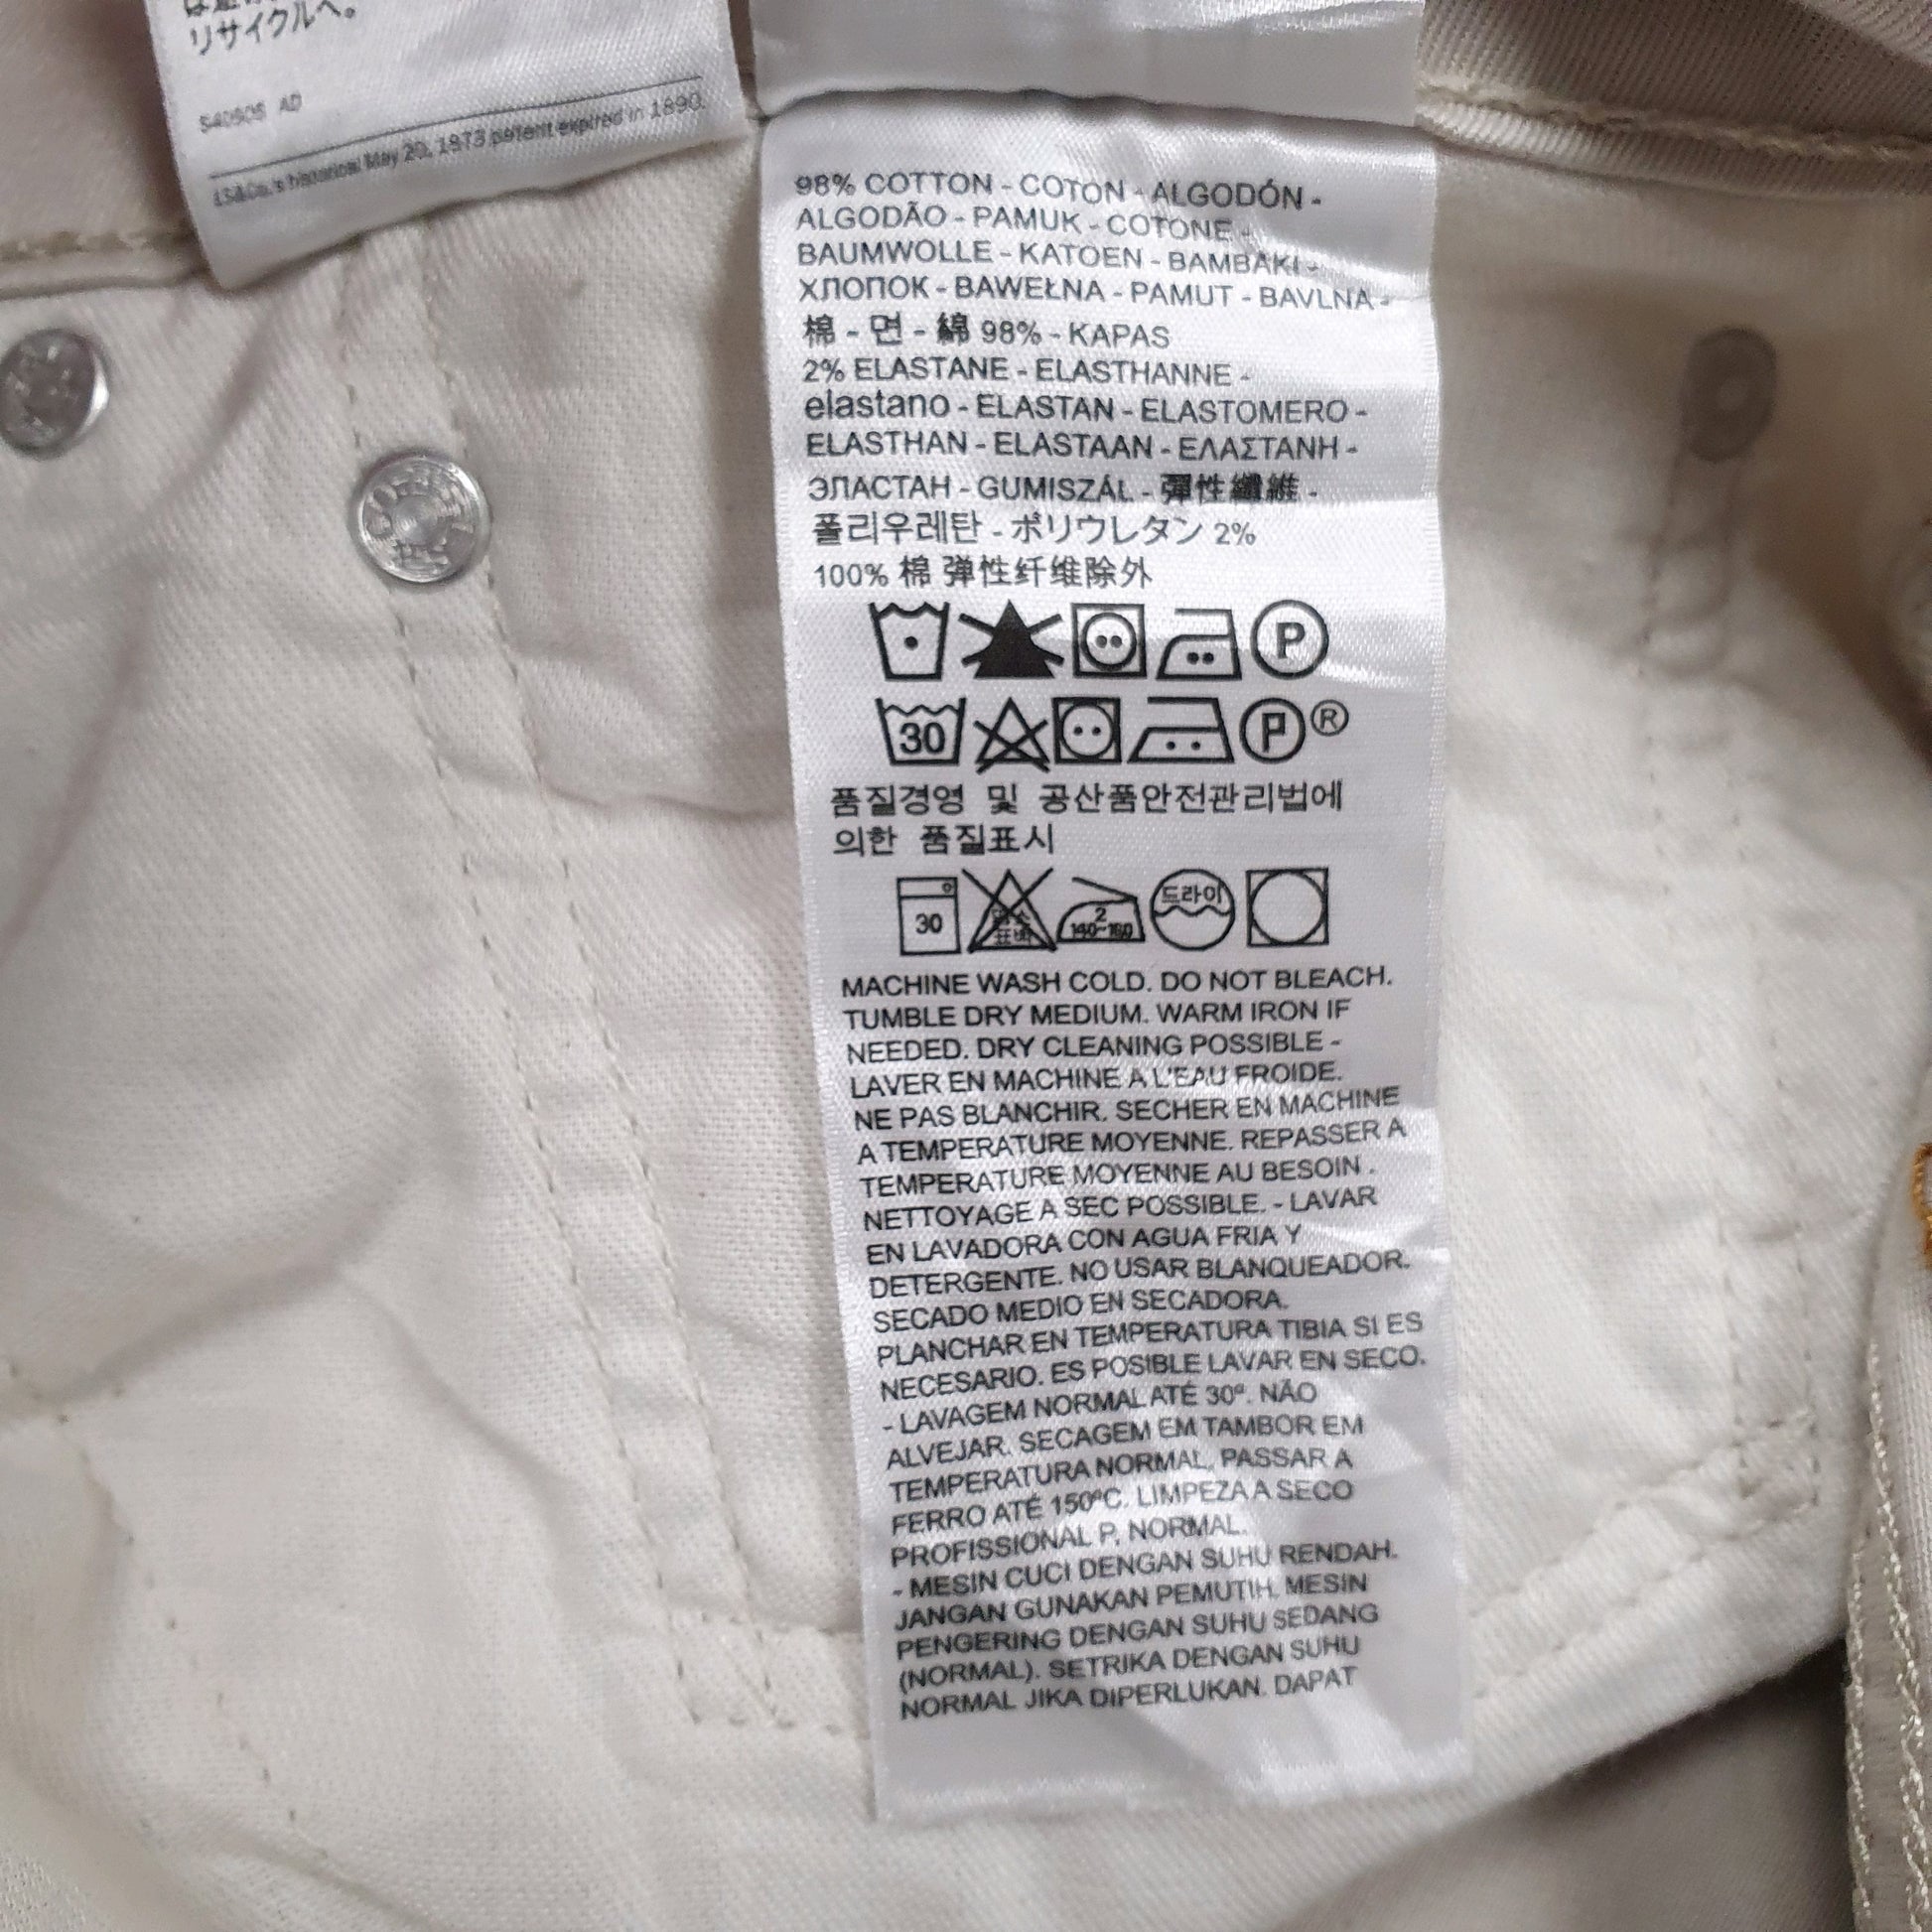 リサイクルへ。
S40506 AD
LS&Co.'s historical May 20, 1873 patent expired in 1890.
98% COTTON - COTON - ALGODÓN -
ALGODÃO - PAMUK - COTONE -
BAUMWOLLE - KATOEN - BAMBAKI -
ХЛОПОК - BAWEŁNA - PAMUT - BAVLNA -
棉 - 면 - 綿 98% - KAPAS
2% ELASTANE - ELASTHANNE -
elastano - ELASTAN - ELASTOMERO -
ELASTHAN - ELASTAAN - ΕΛΑΣΤΑΝΗ -
ЭЛАСТАН - GUMISZÁL - 彈性纖維 -
폴리우레탄 - ポリウレタン 2%
100% 棉 弹性纤维除外
P
30 P ®
품질경영 및 공산품안전관리법에
의한 품질표시
30 염소 표백 2 140~160 드라이
MACHINE WASH COLD. DO NOT BLEACH.
TUMBLE DRY MEDIUM. WARM IRON IF
NEEDED. DRY CLEANING POSSIBLE -
LAVER EN MACHINE A L'EAU FROIDE.
NE PAS BLANCHIR. SECHER EN MACHINE
A TEMPERATURE MOYENNE. REPASSER A
TEMPERATURE MOYENNE AU BESOIN .
NETTOYAGE A SEC POSSIBLE. - LAVAR
EN LAVADORA CON AGUA FRIA Y
DETERGENTE. NO USAR BLANQUEADOR.
SECADO MEDIO EN SECADORA.
PLANCHAR EN TEMPERATURA TIBIA SI ES
NECESARIO. ES POSIBLE LAVAR EN SECO.
- LAVAGEM NORMAL ATÉ 30º. NÃO
ALVEJAR. SECAGEM EM TAMBOR EM
TEMPERATURA NORMAL. PASSAR A
FERRO ATÉ 150ºC. LIMPEZA A SECO
PROFISSIONAL P, NORMAL.
- MESIN CUCI DENGAN SUHU RENDAH.
JANGAN GUNAKAN PEMUTIH. MESIN
PENGERING DENGAN SUHU SEDANG
(NORMAL). SETRIKA DENGAN SUHU
NORMAL JIKA DIPERLUKAN. DAPAT